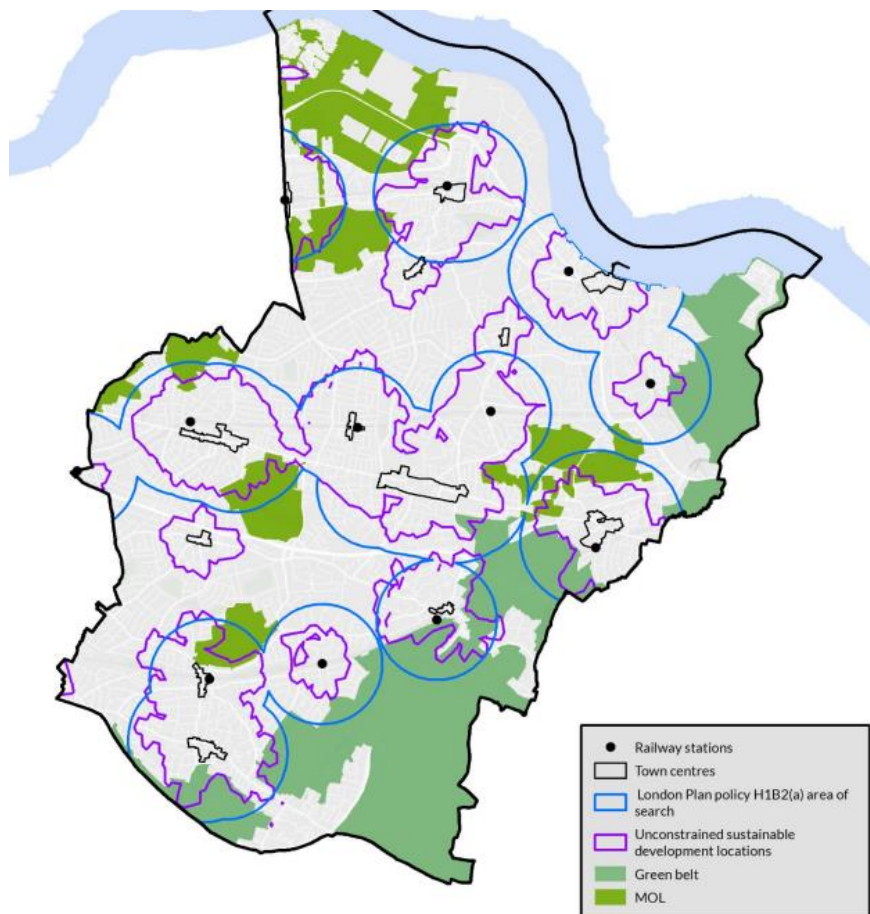 Railway stations
Town centres
London Plan policy H1B2(a) area of
search
Unconstrained sustainable
development locations
Green belt
MOL